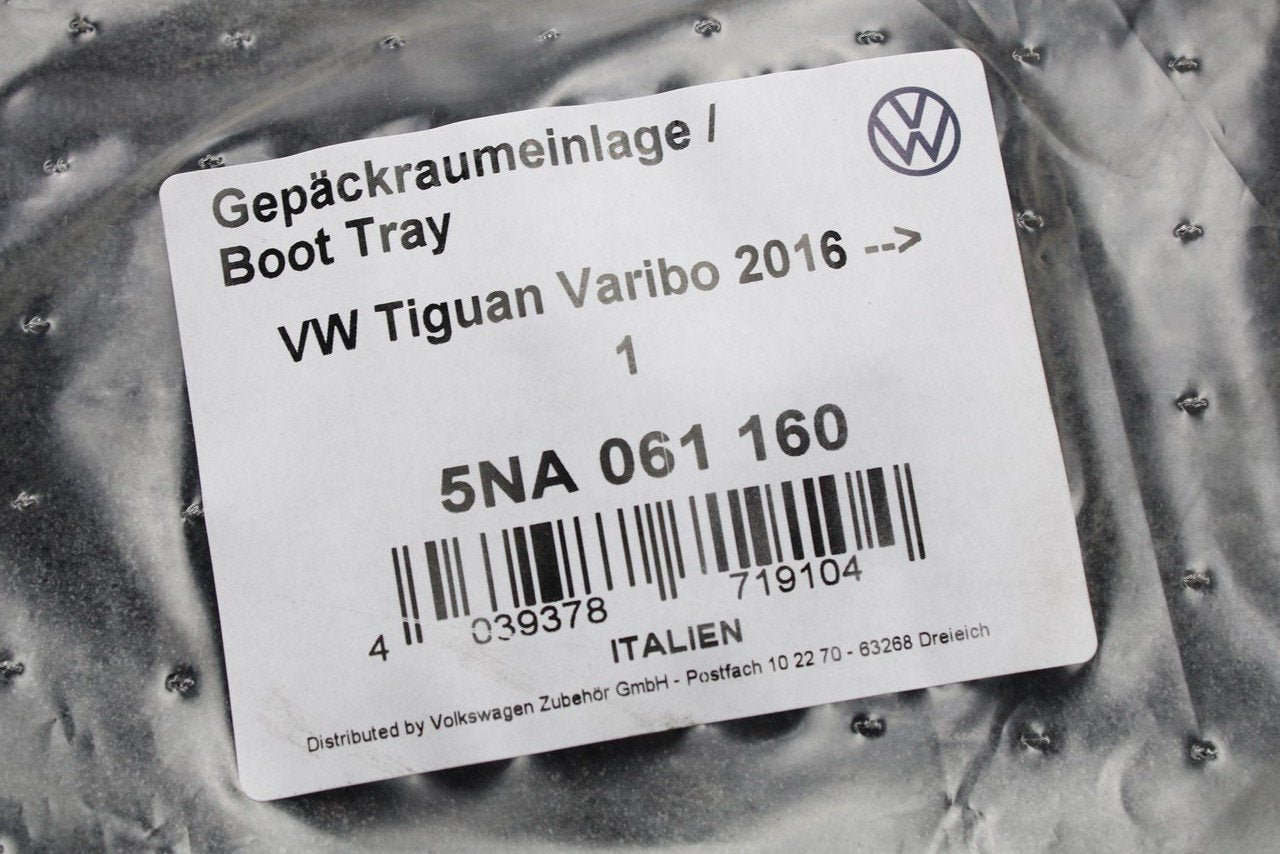 Gepäckraumeinlage /
Boot Tray
VW Tiguan Varibo 2016 -->
1
5NA 061 160
4 039378 719104
ITALIEN
Distributed by Volkswagen Zubehör GmbH - Postfach 10 22 70 - 63268 Dreieich